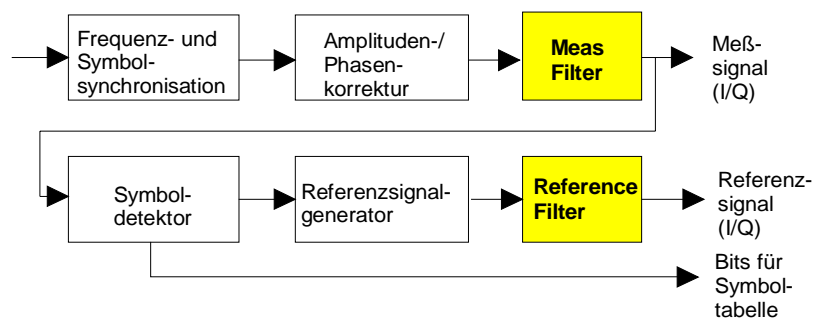 Frequenz- und
Symbol-
synchronisation
Amplituden-/
Phasen-
korrektur
Meas
Filter
Meß-
signal
(I/Q)
Symbol-
detektor
Referenzsignal-
generator
Reference
Filter
Referenz-
signal
(I/Q)
Bits für
Symbol-
tabelle